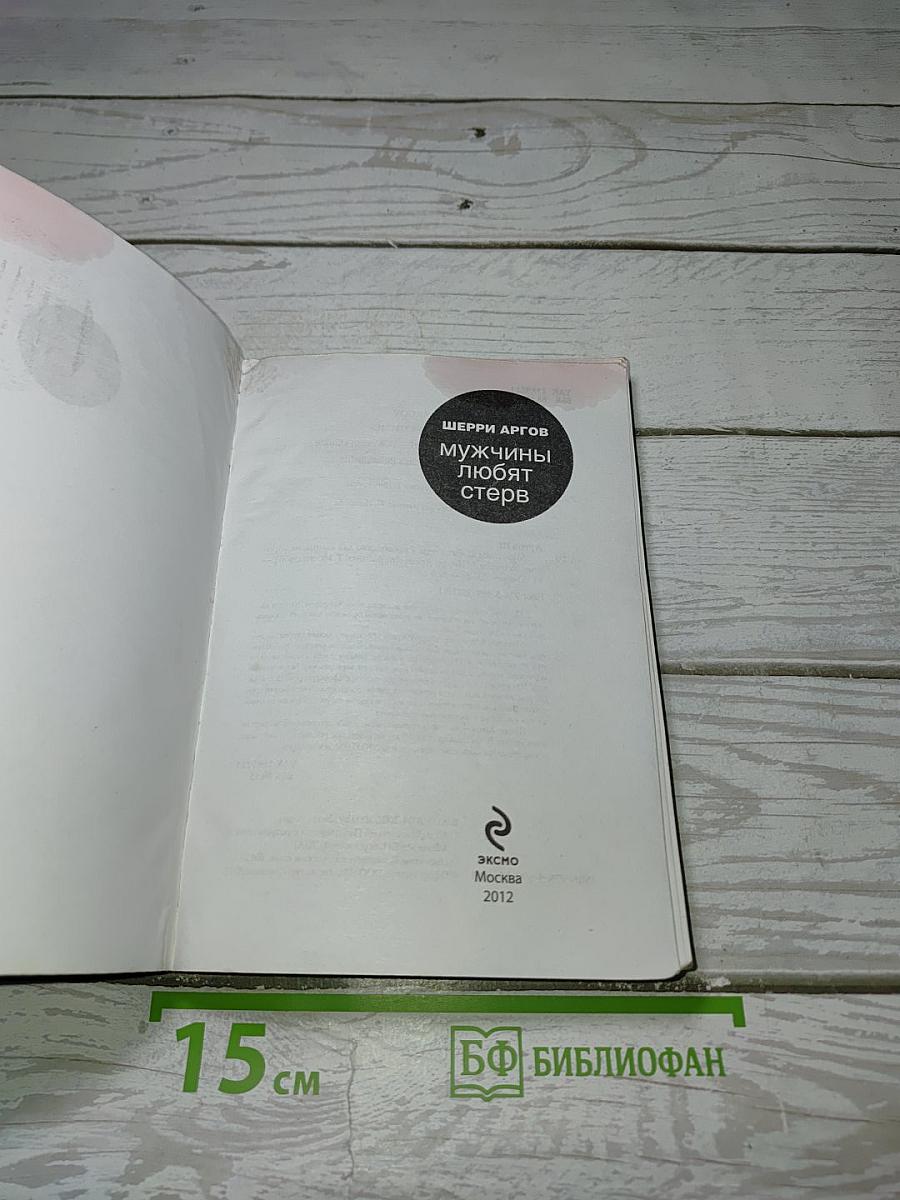 ШЕРРИ АРГОВ
мужчины
любят
стерв
эксмо
Москва
2012
15 см
БФ БИБЛИОФАН